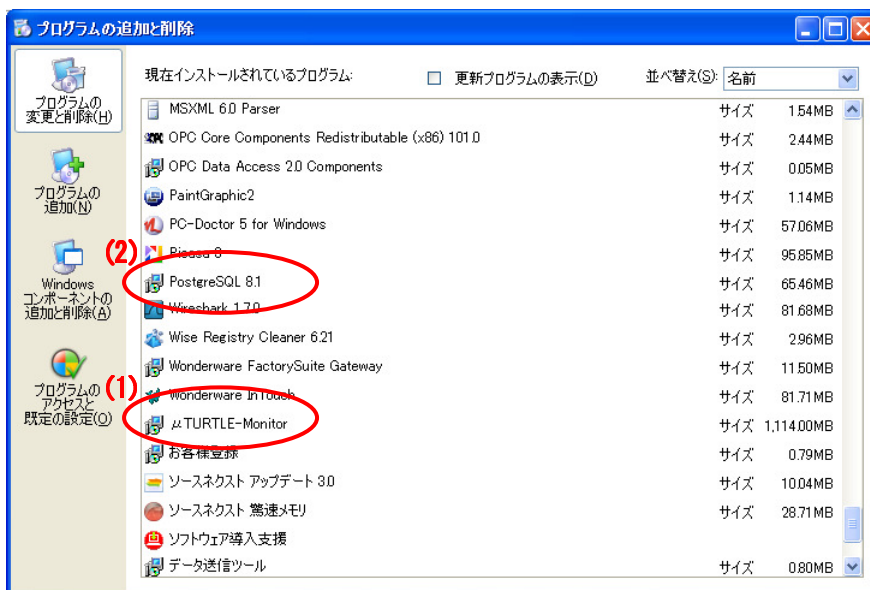 プログラムの追加と削除
プログラムの
変更と削除(H)
プログラムの
追加(N)
Windows
コンポーネントの
追加と削除(A)
プログラムの
アクセスと
既定の設定(O)
現在インストールされているプログラム:
更新プログラムの表示(D)
並べ替え(S): 名前
MSXML 6.0 Parser サイズ 1.54MB
OPC Core Components Redistributable (x86) 101.0 サイズ 2.44MB
OPC Data Access 2.0 Components サイズ 0.05MB
PaintGraphic2 サイズ 1.14MB
PC-Doctor 5 for Windows サイズ 57.06MB
(2)
Picasa 3 サイズ 95.85MB
PostgreSQL 8.1 サイズ 65.46MB
Wireshark 1.7.0 サイズ 81.68MB
Wise Registry Cleaner 6.21 サイズ 2.96MB
Wonderware FactorySuite Gateway サイズ 11.50MB
(1)
Wonderware InTouch サイズ 81.71MB
μTURTLE-Monitor サイズ 1,114.00MB
お客様登録 サイズ 0.79MB
ソースネクスト アップデート 3.0 サイズ 10.04MB
ソースネクスト 驚速メモリ サイズ 28.71MB
ソフトウェア導入支援
データ送信ツール サイズ 0.80MB